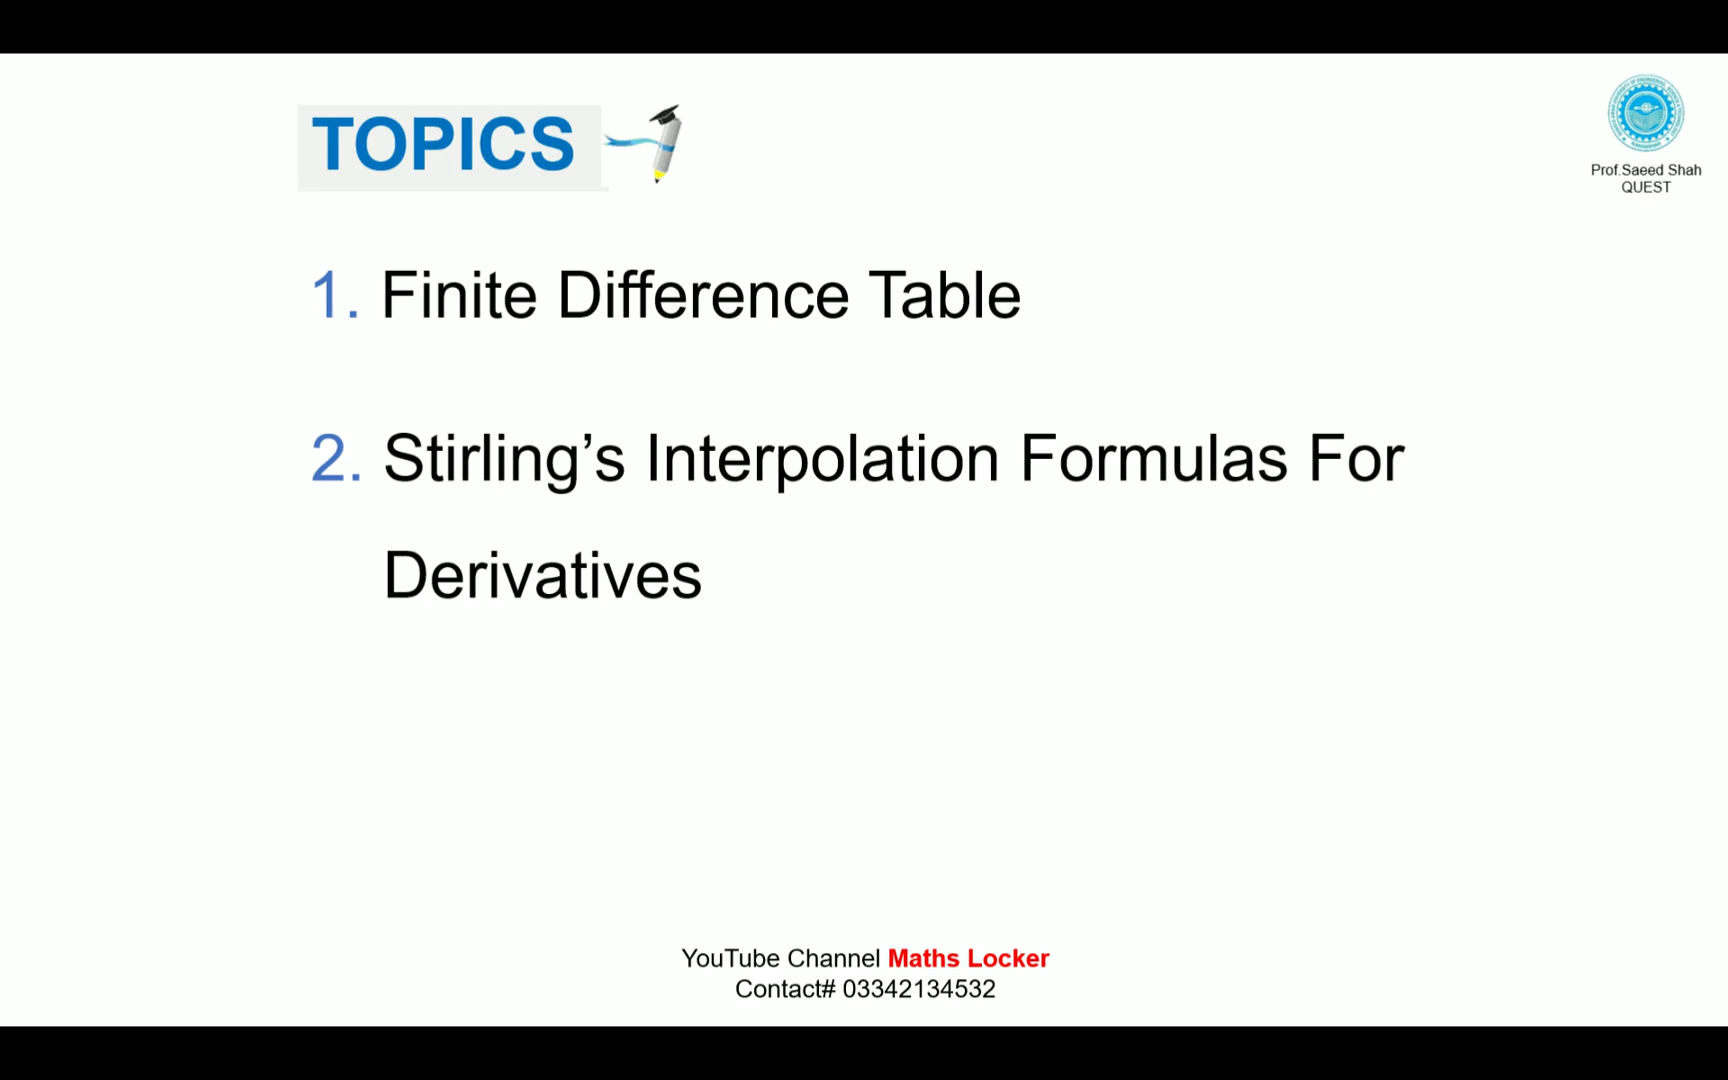 TOPICS
Prof.Saeed Shah
QUEST
1. Finite Difference Table
2. Stirling’s Interpolation Formulas For
Derivatives
YouTube Channel Maths Locker
Contact# 03342134532